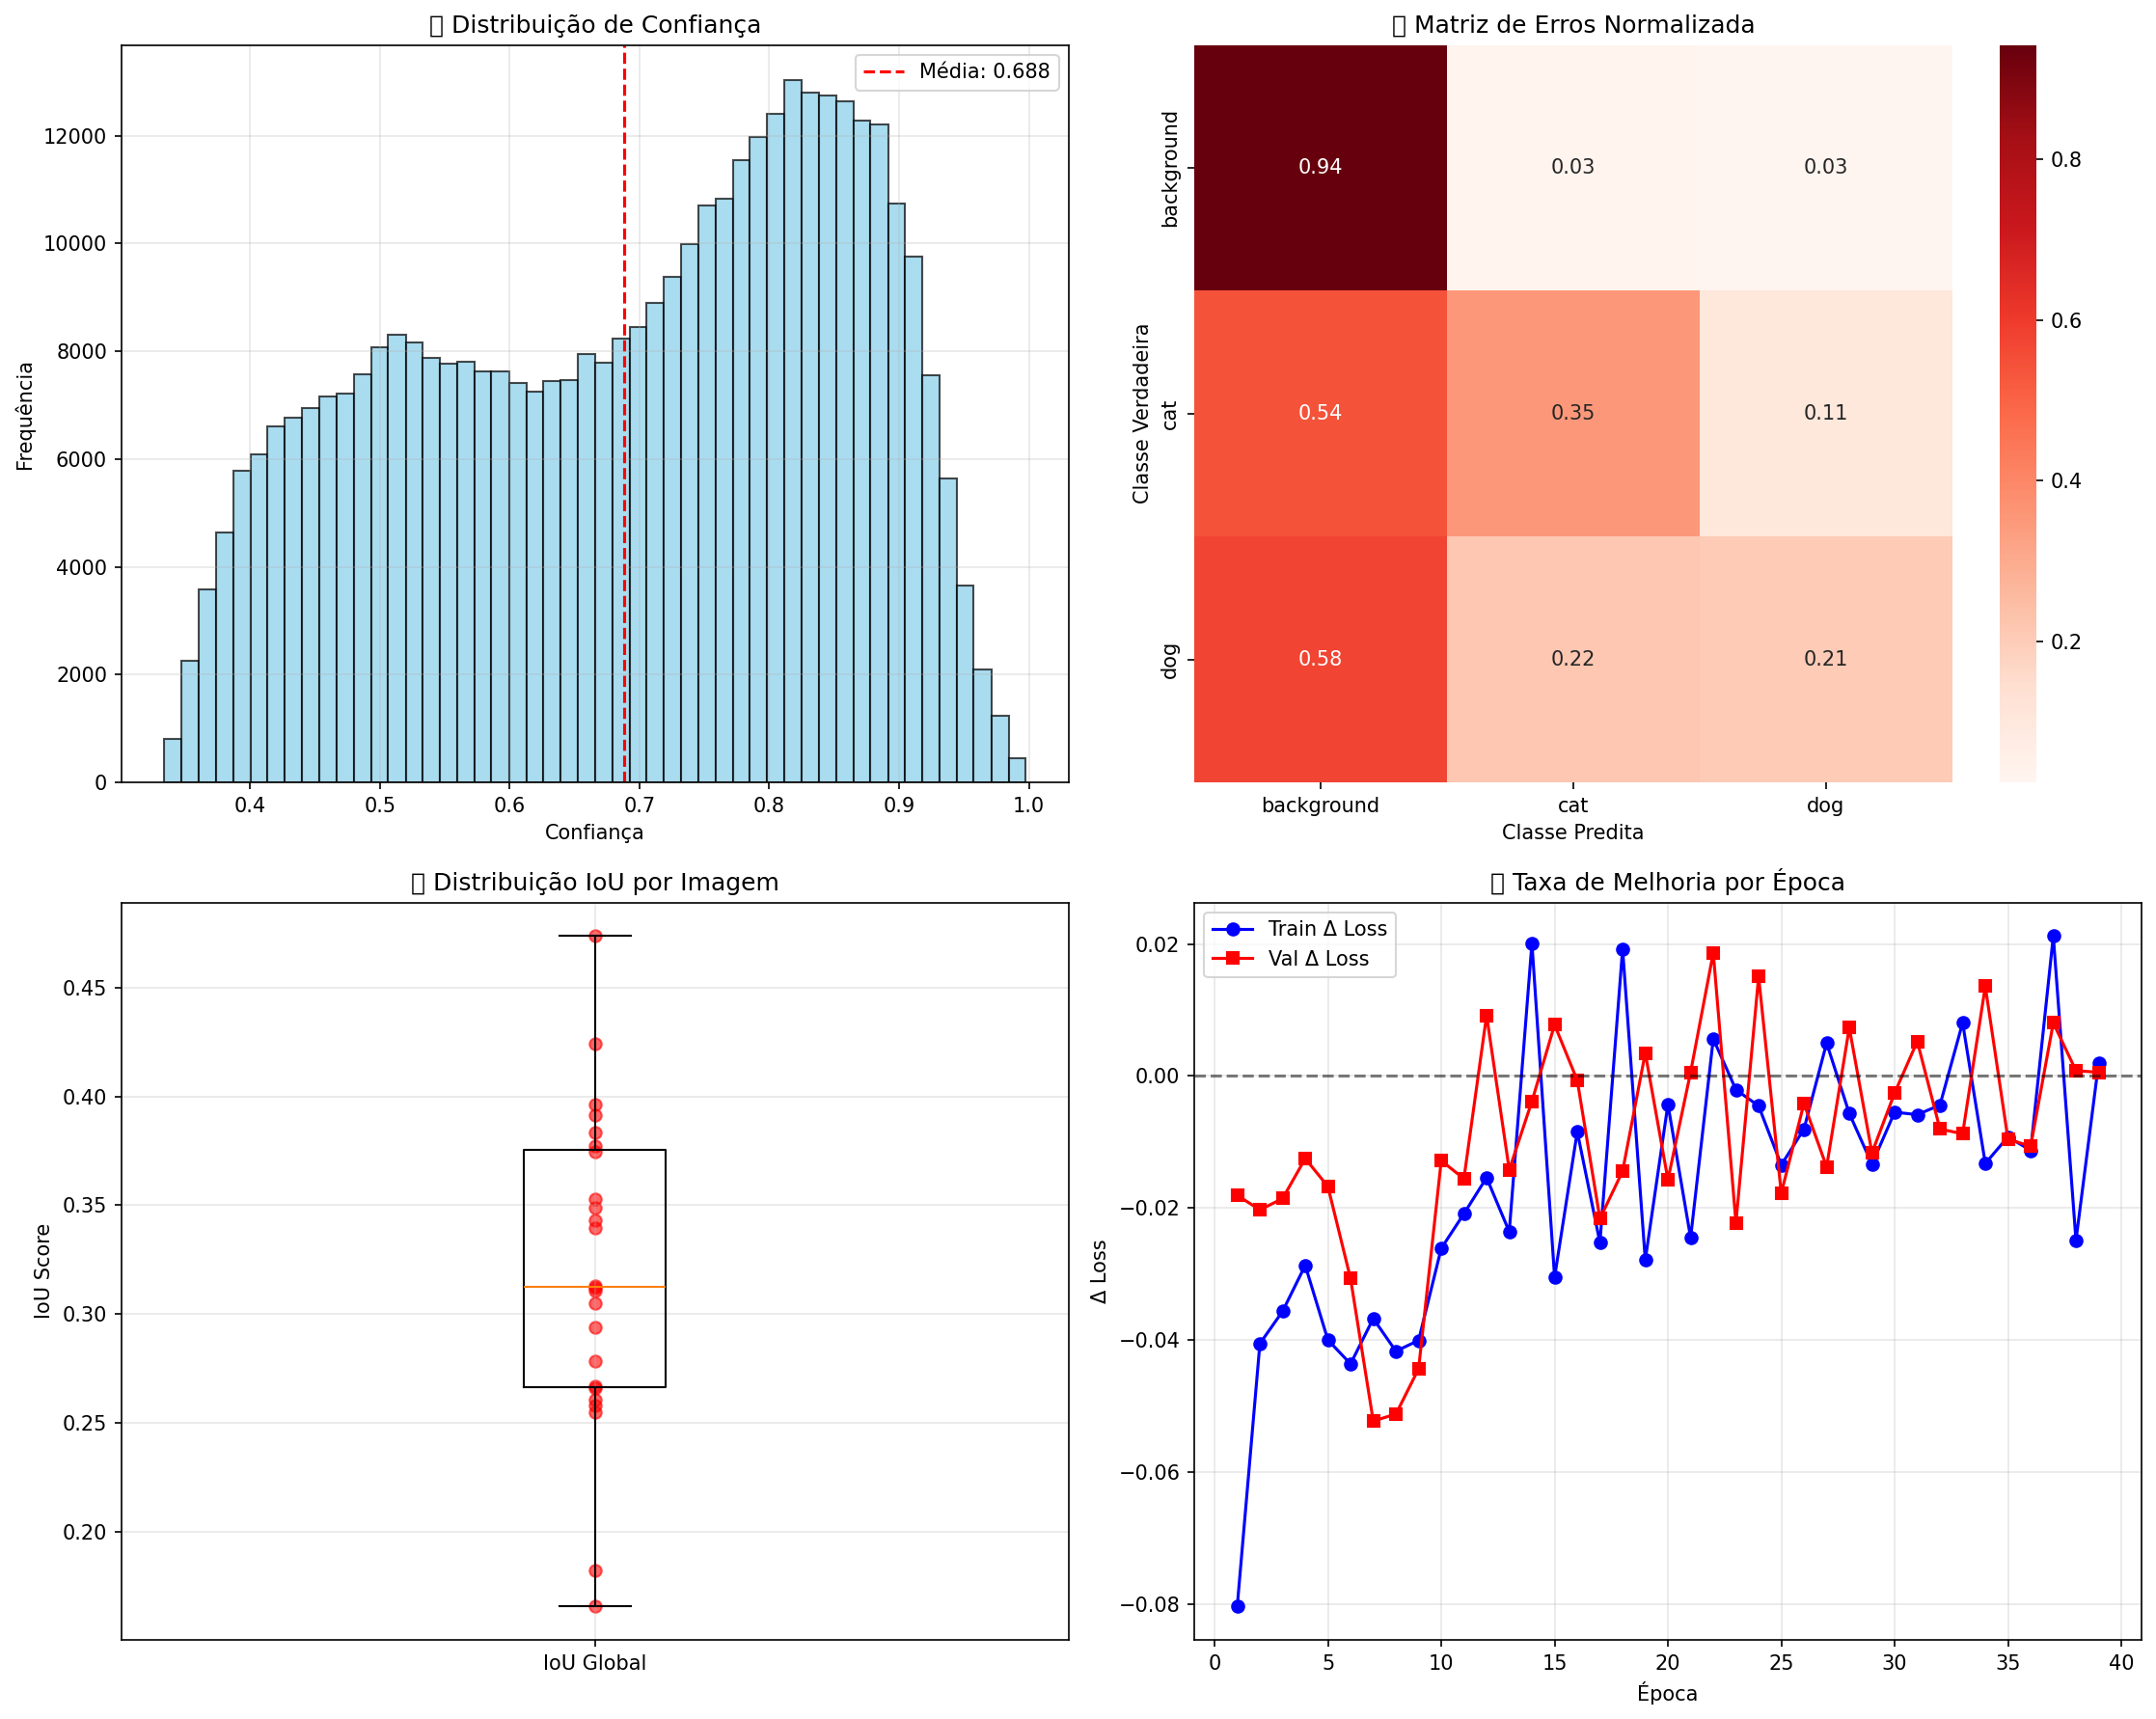 Distribuição de Confiança
Média: 0.688
Frequência
12000
10000
8000
6000
4000
2000
0
0.4 0.5 0.6 0.7 0.8 0.9 1.0
Confiança
Matriz de Erros Normalizada
Classe Verdadeira
background
cat
dog
0.94 0.03 0.03
0.54 0.35 0.11
0.58 0.22 0.21
background cat dog
Classe Predita
0.8
0.6
0.4
0.2
Distribuição IoU por Imagem
IoU Score
0.45
0.40
0.35
0.30
0.25
0.20
IoU Global
Taxa de Melhoria por Época
Train Δ Loss
Val Δ Loss
Δ Loss
0.02
0.00
−0.02
−0.04
−0.06
−0.08
0 5 10 15 20 25 30 35 40
Época